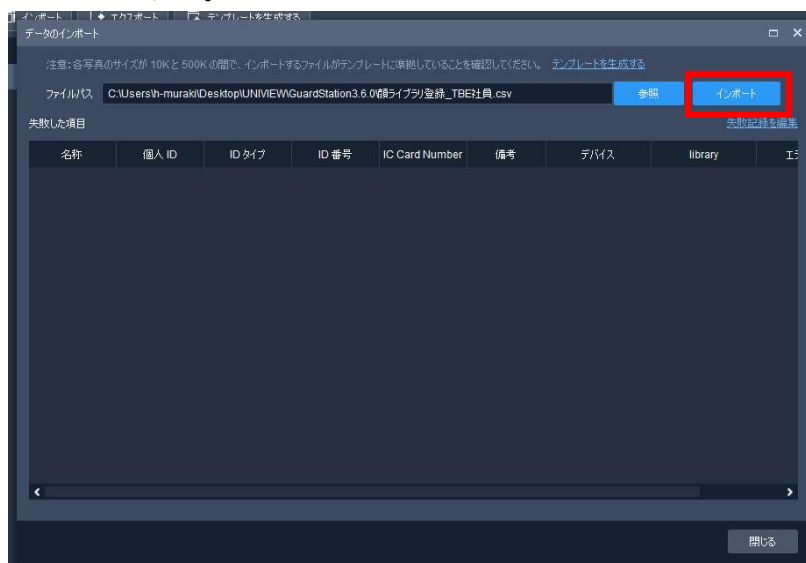 インポート エクスポート テンプレートを生成する
データのインポート
注意:各写真のサイズが 10Kと 500Kの間で、インポートするファイルがテンプレートに準拠していることを確認してください。 テンプレートを生成する
ファイルパス C:\Users\h-muraki\Desktop\UNIVIEW\GuardStation3.6.0\顔ライブラリ登録_TBE社員.csv 参照 インポート
失敗した項目 失敗記録を編集
名称 個人 ID ID タイプ ID 番号 IC Card Number 備考 デバイス library エラ
閉じる